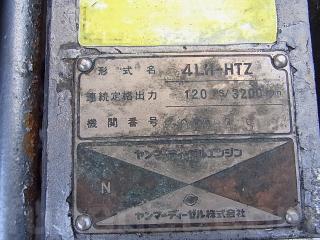 形式名 4LH-HTZ
連続定格出力 120 PS/3200 rpm
機関番号
ヤンマーディーゼルエンジン
N
ヤンマーディーゼル株式会社